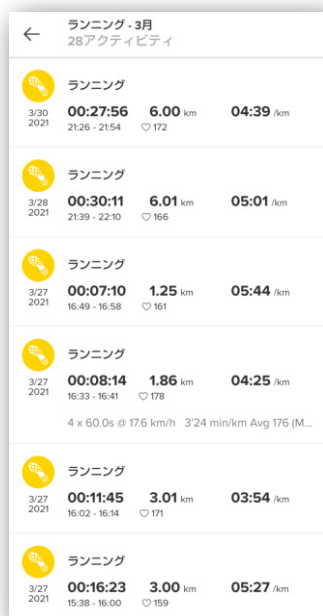 ランニング - 3月
28アクティビティ
ランニング
3/30
2021
00:27:56 6.00 km 04:39 /km
21:26 - 21:54 172
ランニング
3/28
2021
00:30:11 6.01 km 05:01 /km
21:39 - 22:10 166
ランニング
3/27
2021
00:07:10 1.25 km 05:44 /km
16:49 - 16:58 161
ランニング
3/27
2021
00:08:14 1.86 km 04:25 /km
16:33 - 16:41 178
4 x 60.0s @ 17.6 km/h 3'24 min/km Avg 176 (M...
ランニング
3/27
2021
00:11:45 3.01 km 03:54 /km
16:02 - 16:14 171
ランニング
3/27
2021
00:16:23 3.00 km 05:27 /km
15:38 - 16:00 159